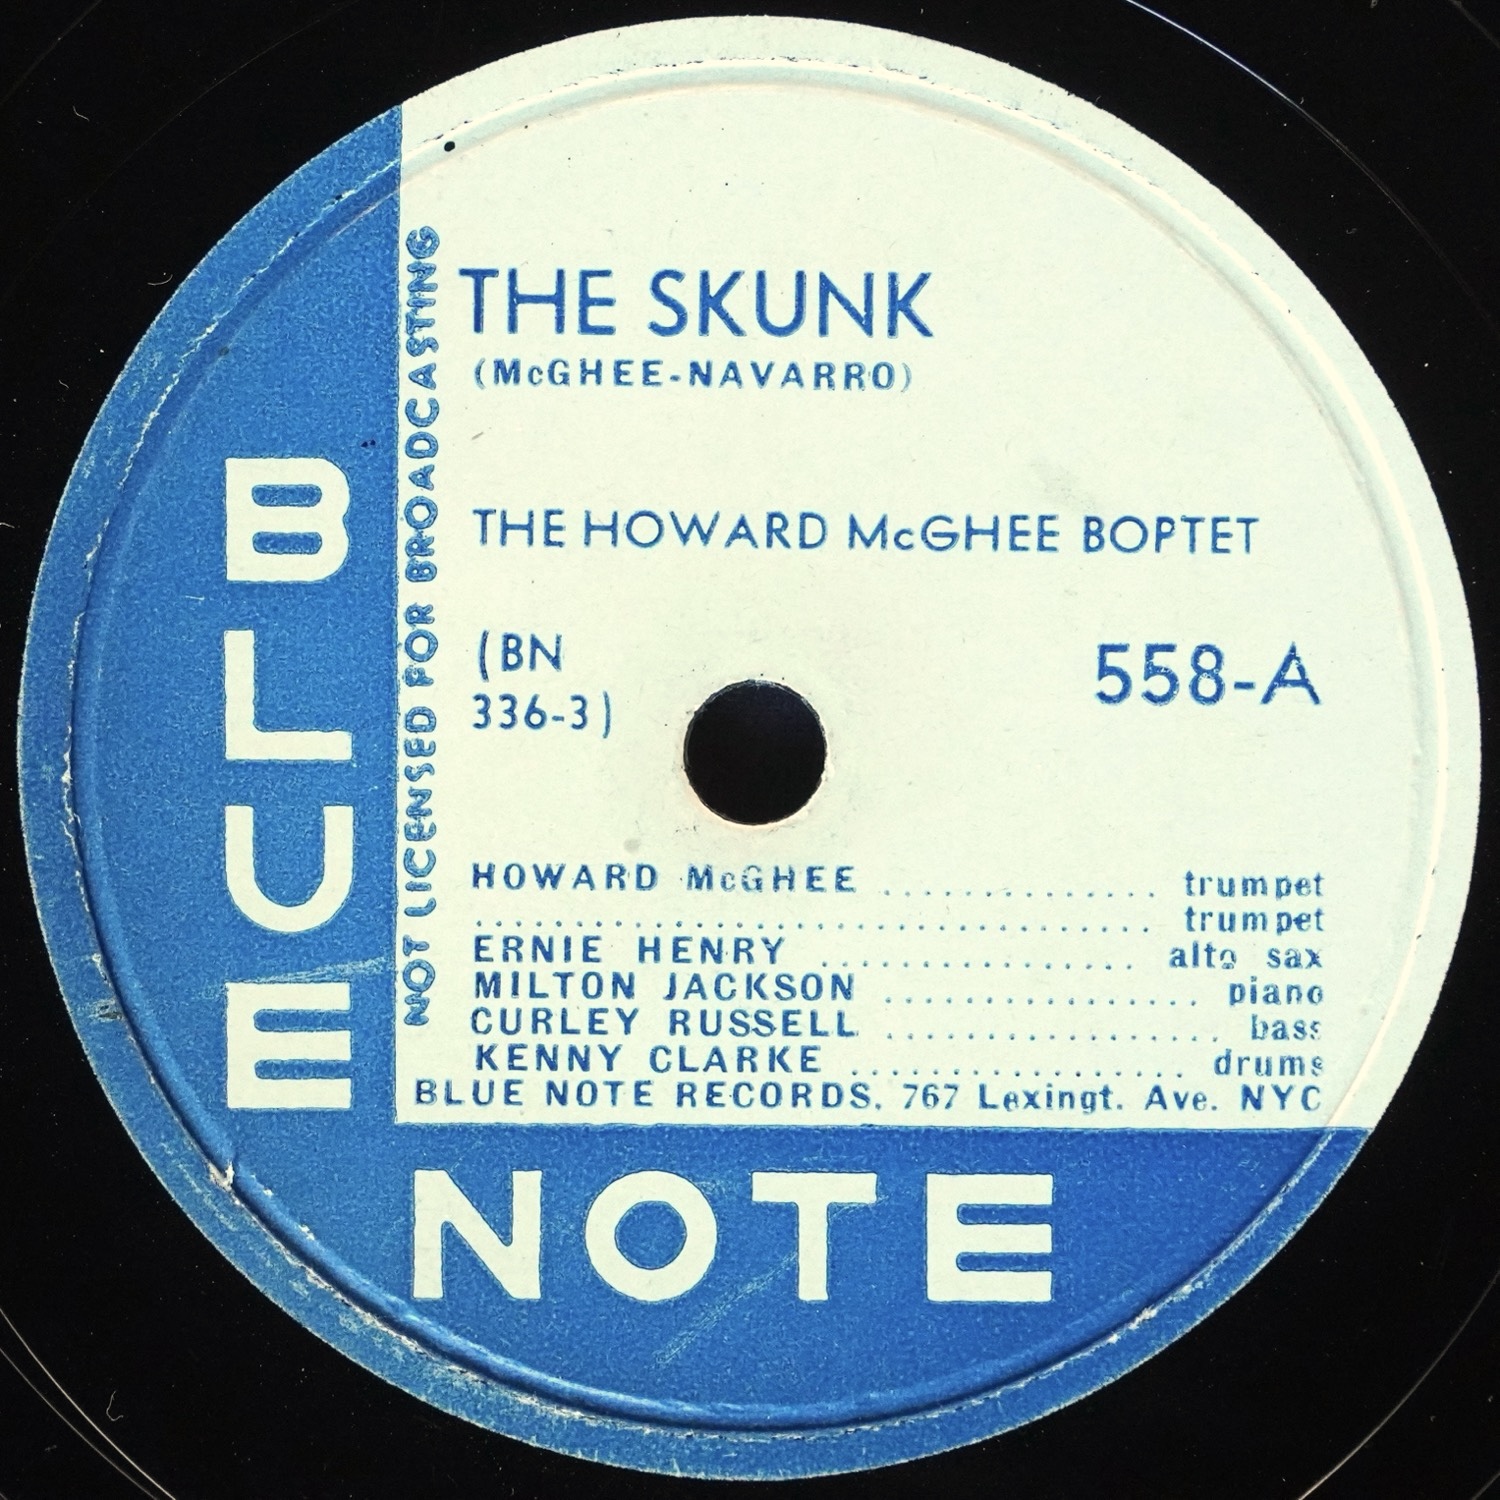 THE SKUNK
(McGHEE-NAVARRO)
THE HOWARD McGHEE BOPTET
(BN
336-3)
558-A
HOWARD McGHEE .............. trumpet
.................................. trumpet
ERNIE HENRY ................ alto sax
MILTON JACKSON ................ piano
CURLEY RUSSELL ................. bass
KENNY CLARKE ................. drums
BLUE NOTE RECORDS, 767 Lexingt. Ave. NYC
NOT LICENSED FOR BROADCASTING
BLUE
NOTE